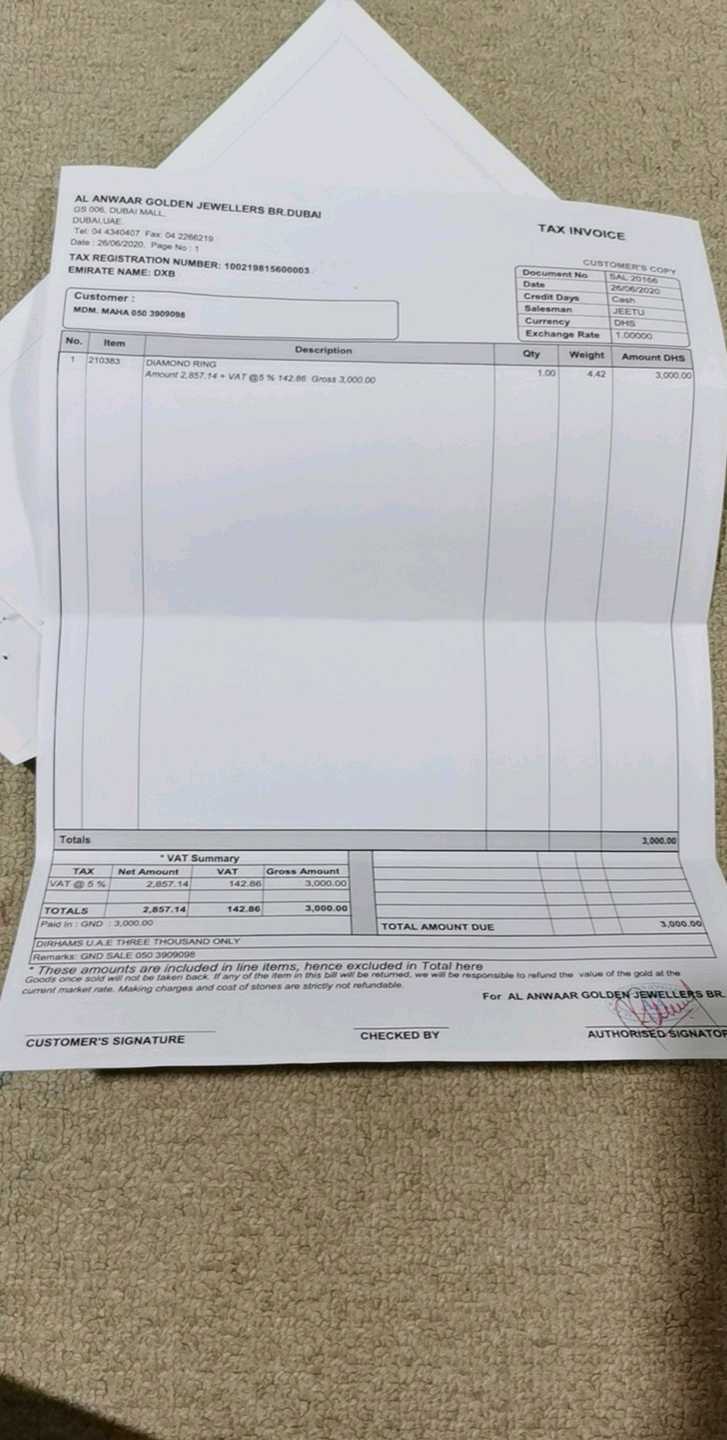 AL ANWAAR GOLDEN JEWELLERS BR.DUBAI
GS 006, DUBAI MALL,
DUBAI,UAE.
Tel: 04 4340407 Fax: 04 2266219
Date : 26/06/2020, Page No : 1
TAX REGISTRATION NUMBER: 100219815600003
EMIRATE NAME: DXB
TAX INVOICE
CUSTOMER'S COPY
Document No SAL 20166
Date 26/06/2020
Credit Days Cash
Salesman JEETU
Currency DHS
Exchange Rate 1.00000
Customer :
MDM. MAHA 050 3909098
No. Item Description Qty Weight Amount DHS
1 210383 DIAMOND RING 1.00 4.42 3,000.00
Amount 2,857.14 + VAT @5 % 142.86 Gross 3,000.00
Totals 3,000.00
* VAT Summary
TAX Net Amount VAT Gross Amount
VAT @ 5 % 2,857.14 142.86 3,000.00
TOTALS 2,857.14 142.86 3,000.00
Paid In : GND : 3,000.00
TOTAL AMOUNT DUE 3,000.00
DIRHAMS U.A.E THREE THOUSAND ONLY
Remarks: GND SALE 050 3909098
* These amounts are included in line items, hence excluded in Total here
Goods once sold will not be taken back. If any of the item in this bill will be returned, we will be responsible to refund the value of the gold at the
current market rate. Making charges and cost of stones are strictly not refundable.
For AL ANWAAR GOLDEN JEWELLERS BR.
CUSTOMER'S SIGNATURE
CHECKED BY
AUTHORISED SIGNATOR